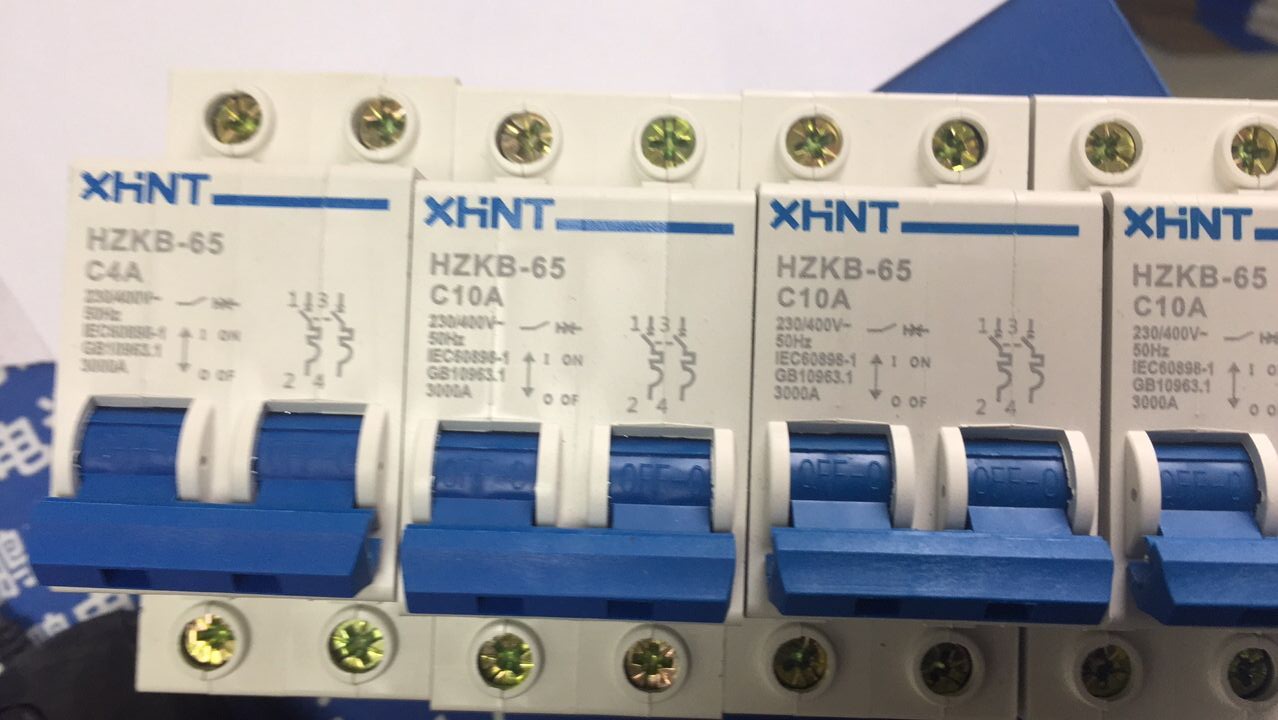 XHNT
HZKB-65
C4A
230/400V~
50Hz
IEC60898-1
GB10963.1
3000A
I ON
O OF
1 3
2 4
XHNT
HZKB-65
C10A
230/400V~
50Hz
IEC60898-1
GB10963.1
3000A
I ON
O OF
1 3
2 4
OFF-O
OFF-O
XHNT
HZKB-65
C10A
230/400V~
50Hz
IEC60898-1
GB10963.1
3000A
I ON
O OF
1 3
2 4
OFF-O
OFF-O
XHNT
HZKB-65
C10A
230/400V~
50Hz
IEC60898-1
GB10963.1
3000A
I O
O O
OFF-O
电